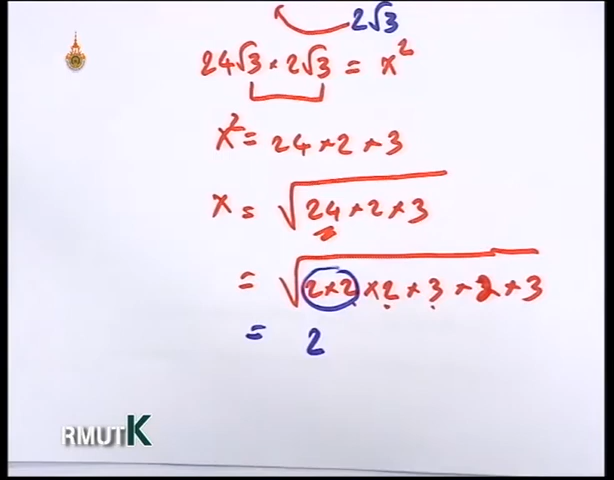 2√3
24√3 × 2√3 = x²
x² = 24 × 2 × 3
x = √24 × 2 × 3
= √2 × 2 × 2 × 3 × 2 × 3
= 2
RMUTK